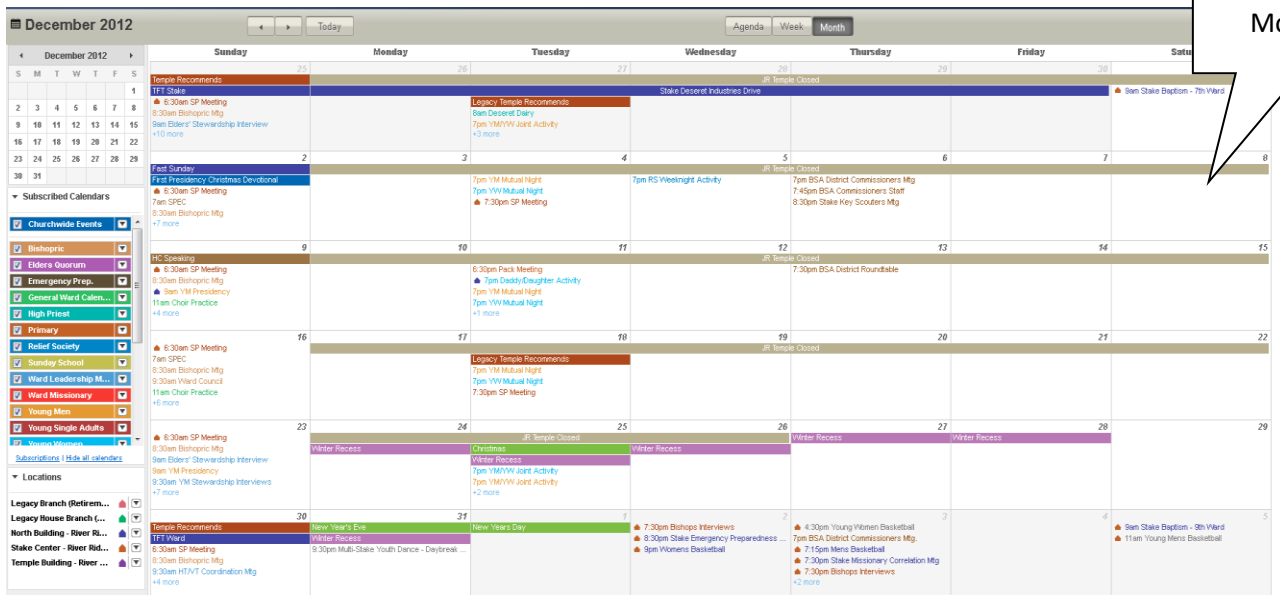 December 2012
Today
Agenda Week Month
Mo
December 2012
S M T W T F S
1
2 3 4 5 6 7 8
9 10 11 12 13 14 15
16 17 18 19 20 21 22
23 24 25 26 27 28 29
30 31
Subscribed Calendars
Churchwide Events
Bishopric
Elders Quorum
Emergency Prep.
General Ward Calen...
High Priest
Primary
Relief Society
Sunday School
Ward Leadership M...
Ward Missionary
Young Men
Young Single Adults
Young Women
Subscriptions | Hide all calendars
Locations
Legacy Branch (Retirem...
Legacy House Branch (...
North Building - River Ri...
Stake Center - River Rid...
Temple Building - River ...
Sunday Monday Tuesday Wednesday Thursday Friday Satu
25 26 27 28 29 30
Temple Recommends
JR Temple Closed
TFT Stake
Stake Deseret Industries Drive
9am Stake Baptism - 7th Ward
6:30am SP Meeting
8:30am Bishopric Mtg
9am Elders' Stewardship Interview
+10 more
Legacy Temple Recommends
8am Deseret Dairy
7pm YM/YW Joint Activity
+3 more
2 3 4 5 6 7 8
Fast Sunday
JR Temple Closed
First Presidency Christmas Devotional
6:30am SP Meeting
7am SPEC
8:30am Bishopric Mtg
+7 more
7pm YM Mutual Night
7pm YW Mutual Night
7:30pm SP Meeting
7pm RS Weeknight Activity
7pm BSA District Commissioners Mtg
7:45pm BSA Commissioners Staff
8:30pm Stake Key Scouters Mtg
9 10 11 12 13 14 15
HC Speaking
JR Temple Closed
6:30am SP Meeting
8:30am Bishopric Mtg
9am YM Presidency
11am Choir Practice
+4 more
6:30pm Pack Meeting
7pm Daddy/Daughter Activity
7pm YM Mutual Night
7pm YW Mutual Night
+1 more
7:30pm BSA District Roundtable
16 17 18 19 20 21 22
JR Temple Closed
6:30am SP Meeting
7am SPEC
8:30am Bishopric Mtg
9:30am Ward Council
11am Choir Practice
+6 more
Legacy Temple Recommends
7pm YM Mutual Night
7pm YW Mutual Night
7:30pm SP Meeting
23 24 25 26 27 28 29
6:30am SP Meeting
8:30am Bishopric Mtg
9am Elders' Stewardship Interview
9am YM Presidency
9:30am YM Stewardship Interviews
+7 more
JR Temple Closed
Winter Recess
Christmas
Winter Recess
7pm YM/YW Joint Activity
7pm YM/YW Joint Activity
+2 more
Winter Recess
Winter Recess
Winter Recess
30 31 1 2 3 4 5
Temple Recommends
TFT Ward
6:30am SP Meeting
8:30am Bishopric Mtg
9:30am HT/VT Coordination Mtg
+4 more
New Year's Eve
Winter Recess
9:30pm Multi-Stake Youth Dance - Daybreak ...
New Years Day
7:30pm Bishops Interviews
8:30pm Stake Emergency Preparedness ...
9pm Womens Basketball
4:30pm Young Women Basketball
7pm BSA District Commissioners Mtg.
7:15pm Mens Basketball
7:30pm Stake Missionary Correlation Mtg
7:30pm Bishops Interviews
+2 more
9am Stake Baptism - 9th Ward
11am Young Mens Basketball